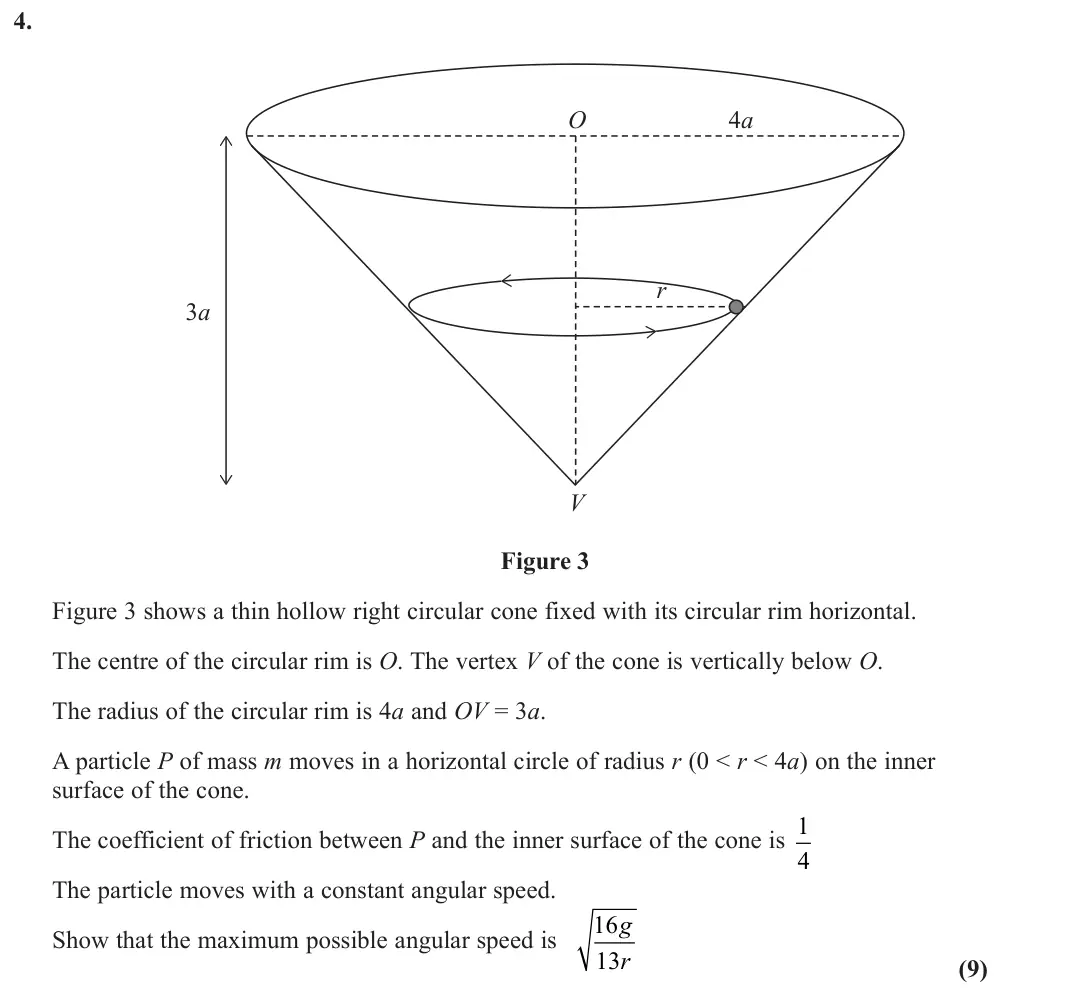 4.
O
4a
r
3a
V
Figure 3
Figure 3 shows a thin hollow right circular cone fixed with its circular rim horizontal.
The centre of the circular rim is O. The vertex V of the cone is vertically below O.
The radius of the circular rim is 4a and OV = 3a.
A particle P of mass m moves in a horizontal circle of radius r (0 < r < 4a) on the inner
surface of the cone.
The coefficient of friction between P and the inner surface of the cone is 1/4
The particle moves with a constant angular speed.
Show that the maximum possible angular speed is √(16g/13r)
(9)